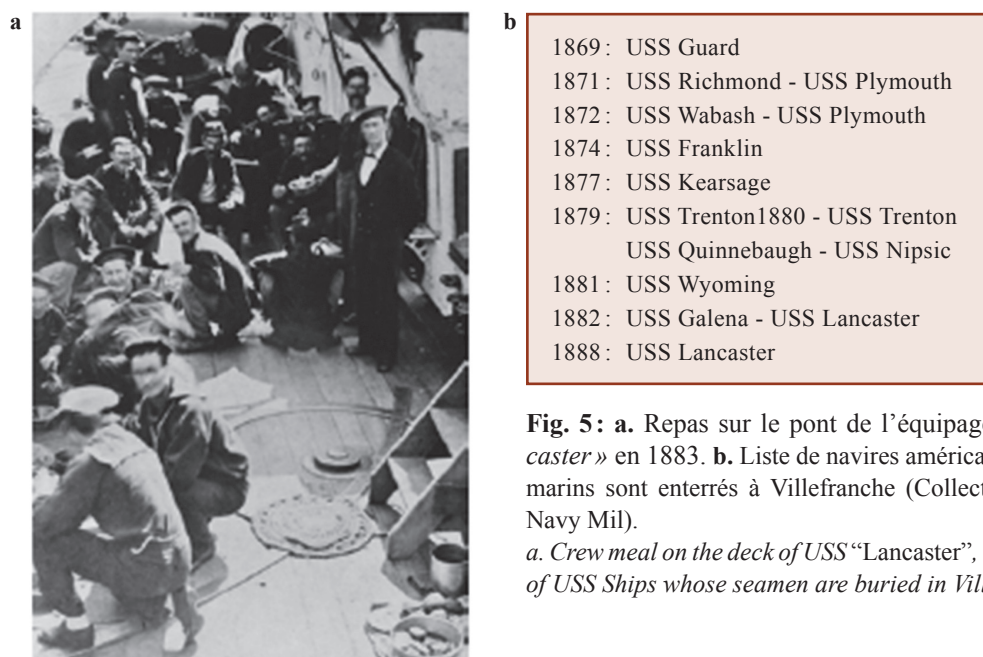 a
b
1869 : USS Guard
1871 : USS Richmond - USS Plymouth
1872 : USS Wabash - USS Plymouth
1874 : USS Franklin
1877 : USS Kearsage
1879 : USS Trenton1880 - USS Trenton
USS Quinnebaugh - USS Nipsic
1881 : USS Wyoming
1882 : USS Galena - USS Lancaster
1888 : USS Lancaster
Fig. 5 : a. Repas sur le pont de l’équipage
caster » en 1883. b. Liste de navires américa
marins sont enterrés à Villefranche (Collect
Navy Mil).
a. Crew meal on the deck of USS “Lancaster”,
of USS Ships whose seamen are buried in Ville